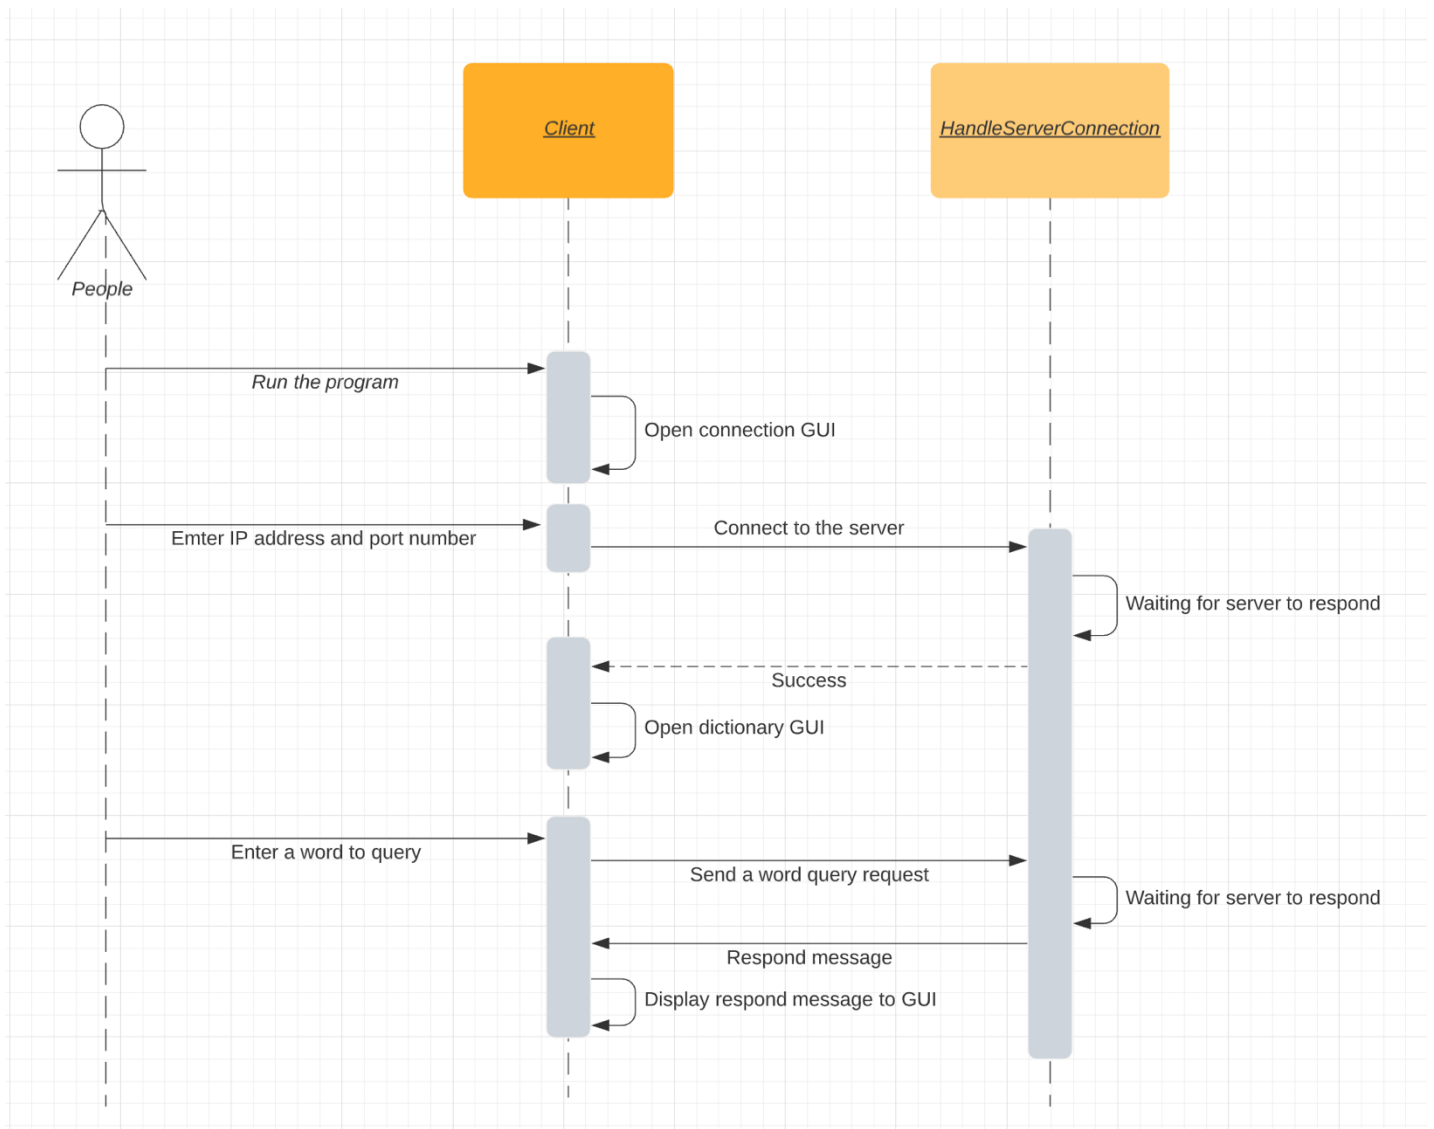 Client
HandleServerConnection
People
Run the program
Open connection GUI
Emter IP address and port number
Connect to the server
Waiting for server to respond
Success
Open dictionary GUI
Enter a word to query
Send a word query request
Waiting for server to respond
Respond message
Display respond message to GUI